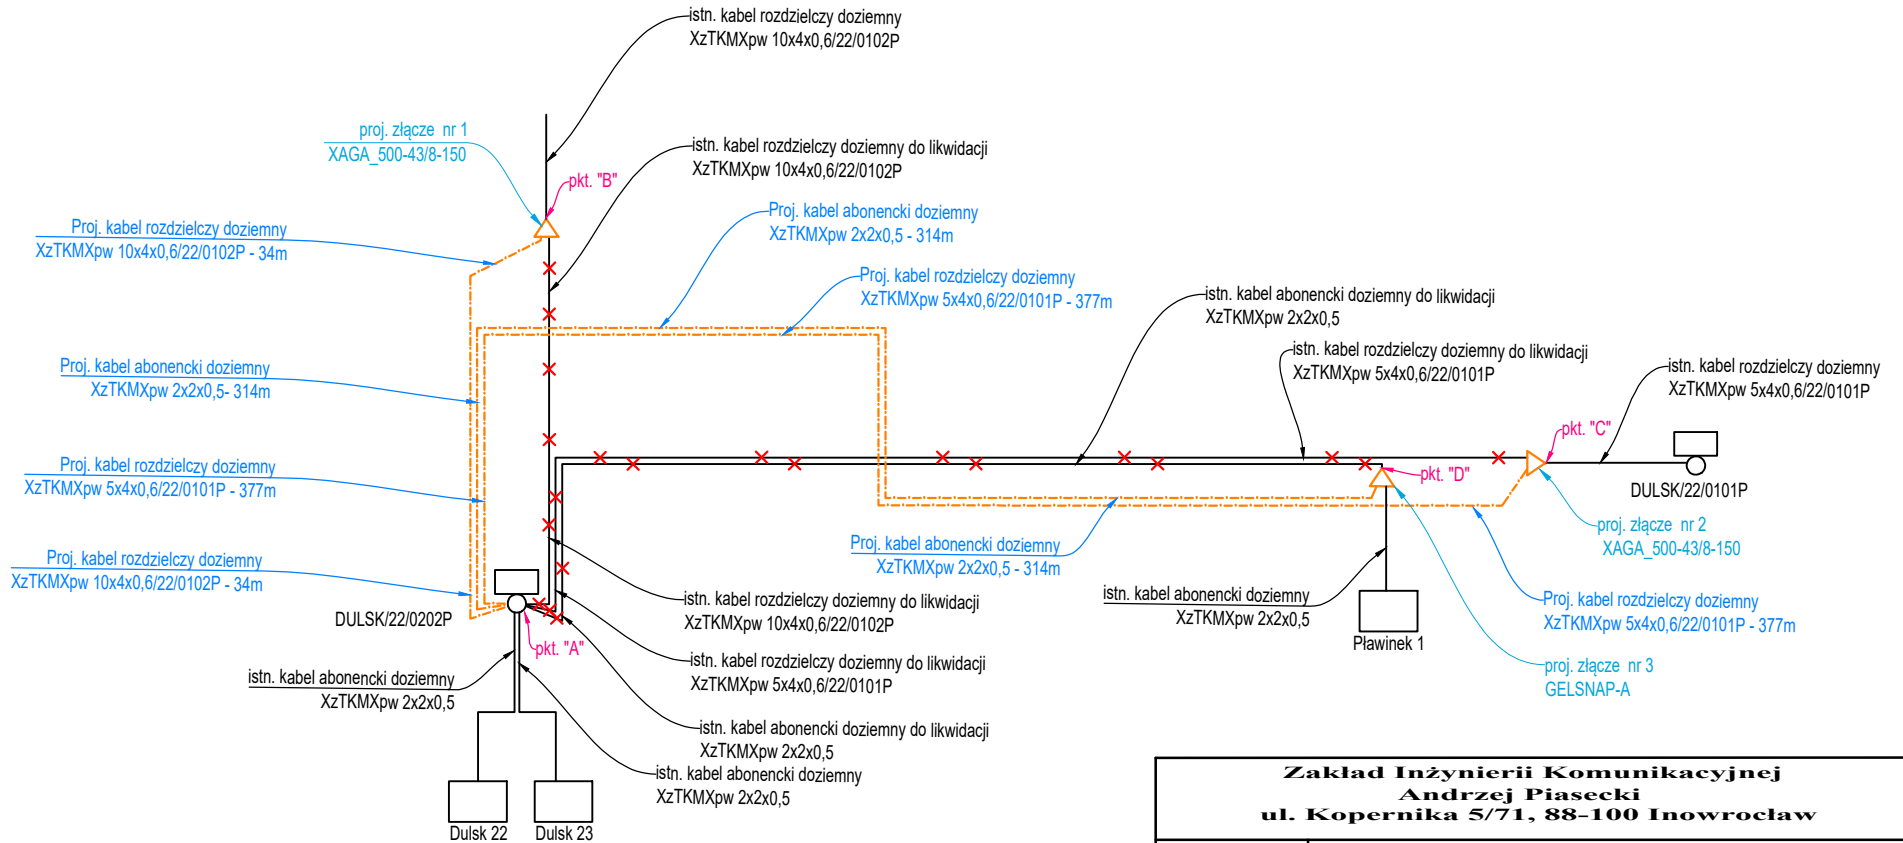 istn. kabel rozdzielczy doziemny
XzTKMXpw 10x4x0,6/22/0102P
proj. złącze nr 1
XAGA_500-43/8-150
istn. kabel rozdzielczy doziemny do likwidacji
XzTKMXpw 10x4x0,6/22/0102P
pkt. "B"
Proj. kabel rozdzielczy doziemny
XzTKMXpw 10x4x0,6/22/0102P - 34m
Proj. kabel abonencki doziemny
XzTKMXpw 2x2x0,5 - 314m
Proj. kabel rozdzielczy doziemny
XzTKMXpw 5x4x0,6/22/0101P - 377m
istn. kabel abonencki doziemny do likwidacji
XzTKMXpw 2x2x0,5
istn. kabel rozdzielczy doziemny do likwidacji
XzTKMXpw 5x4x0,6/22/0101P
istn. kabel rozdzielczy doziemny
XzTKMXpw 5x4x0,6/22/0101P
Proj. kabel abonencki doziemny
XzTKMXpw 2x2x0,5- 314m
pkt. "C"
Proj. kabel rozdzielczy doziemny
XzTKMXpw 5x4x0,6/22/0101P - 377m
pkt. "D"
DULSK/22/0101P
proj. złącze nr 2
XAGA_500-43/8-150
Proj. kabel abonencki doziemny
XzTKMXpw 2x2x0,5 - 314m
Proj. kabel rozdzielczy doziemny
XzTKMXpw 10x4x0,6/22/0102P - 34m
istn. kabel abonencki doziemny
XzTKMXpw 2x2x0,5
Proj. kabel rozdzielczy doziemny
XzTKMXpw 5x4x0,6/22/0101P - 377m
DULSK/22/0202P
istn. kabel rozdzielczy doziemny do likwidacji
XzTKMXpw 10x4x0,6/22/0102P
Pławinek 1
pkt. "A"
istn. kabel rozdzielczy doziemny do likwidacji
XzTKMXpw 5x4x0,6/22/0101P
proj. złącze nr 3
GELSNAP-A
istn. kabel abonencki doziemny
XzTKMXpw 2x2x0,5
istn. kabel abonencki doziemny do likwidacji
XzTKMXpw 2x2x0,5
istn. kabel abonencki doziemny
XzTKMXpw 2x2x0,5
Dulsk 22
Dulsk 23
Zakład Inżynierii Komunikacyjnej
Andrzej Piasecki
ul. Kopernika 5/71, 88-100 Inowrocław